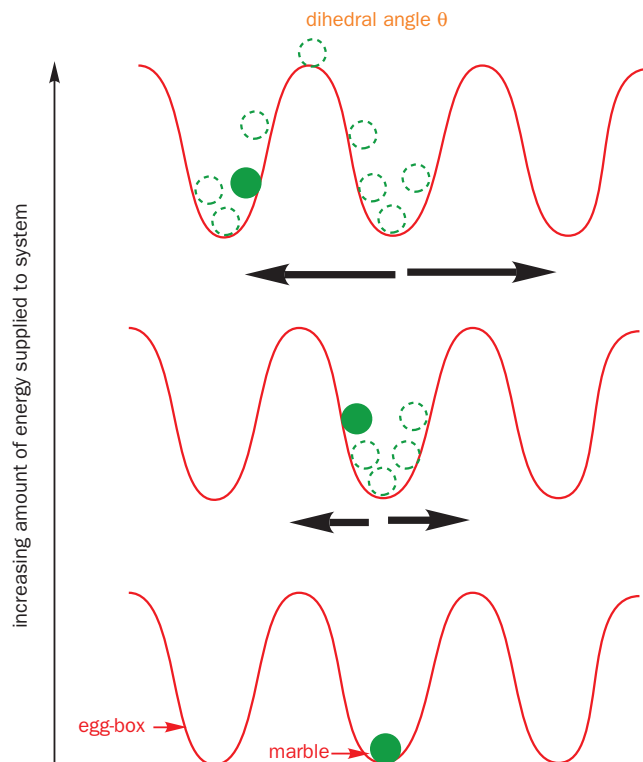 dihedral angle θ
increasing amount of energy supplied to system
egg-box
marble